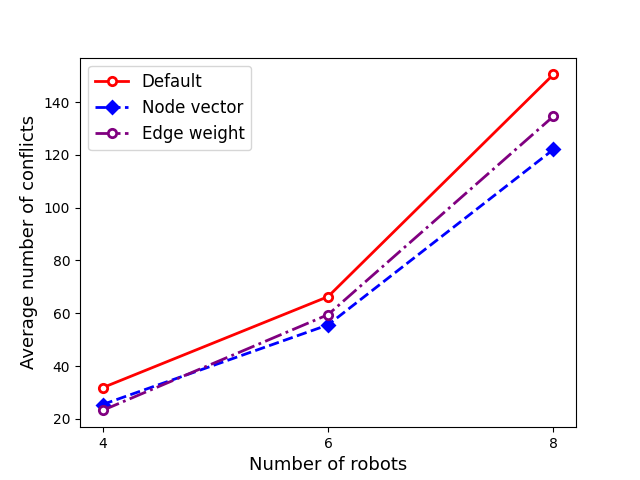 Default
Node vector
Edge weight
140
120
100
80
60
40
20
Average number of conflicts
4 6 8
Number of robots